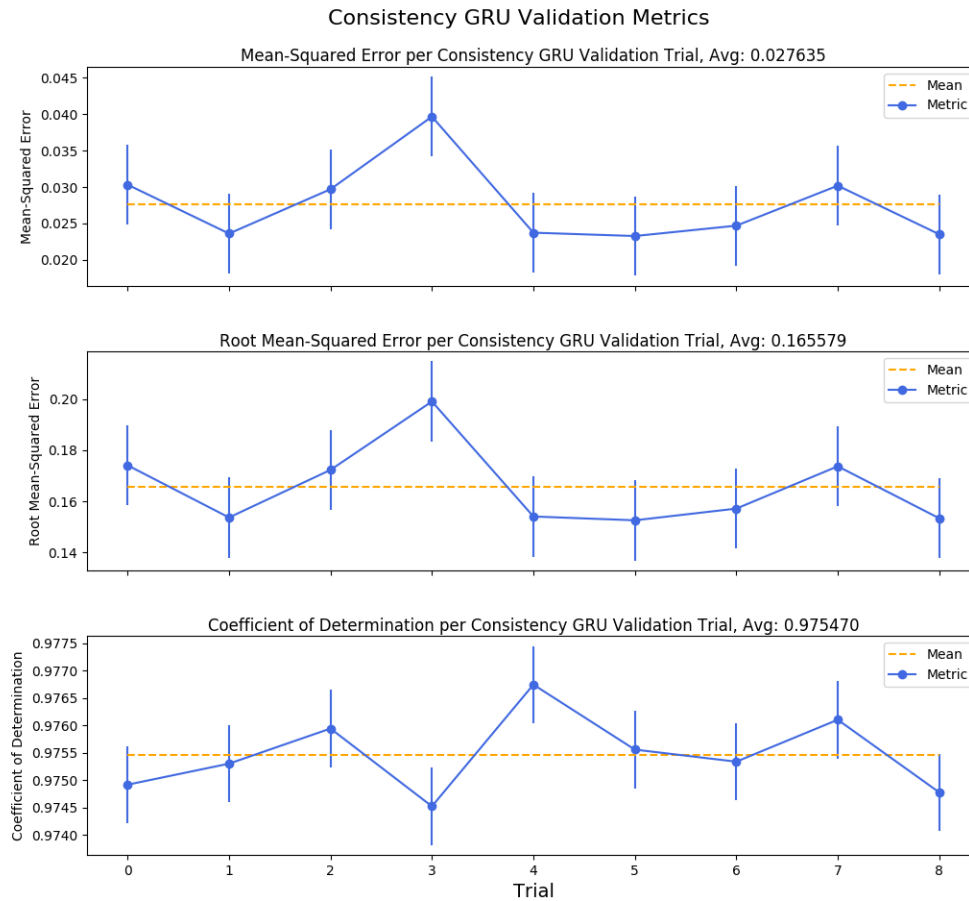 Consistency GRU Validation Metrics
Mean-Squared Error per Consistency GRU Validation Trial, Avg: 0.027635
Mean-Squared Error
0.045
0.040
0.035
0.030
0.025
0.020
Mean
Metric
Root Mean-Squared Error per Consistency GRU Validation Trial, Avg: 0.165579
Root Mean-Squared Error
0.20
0.18
0.16
0.14
Mean
Metric
Coefficient of Determination per Consistency GRU Validation Trial, Avg: 0.975470
Coefficient of Determination
0.9775
0.9770
0.9765
0.9760
0.9755
0.9750
0.9745
0.9740
Mean
Metric
0 1 2 3 4 5 6 7 8
Trial